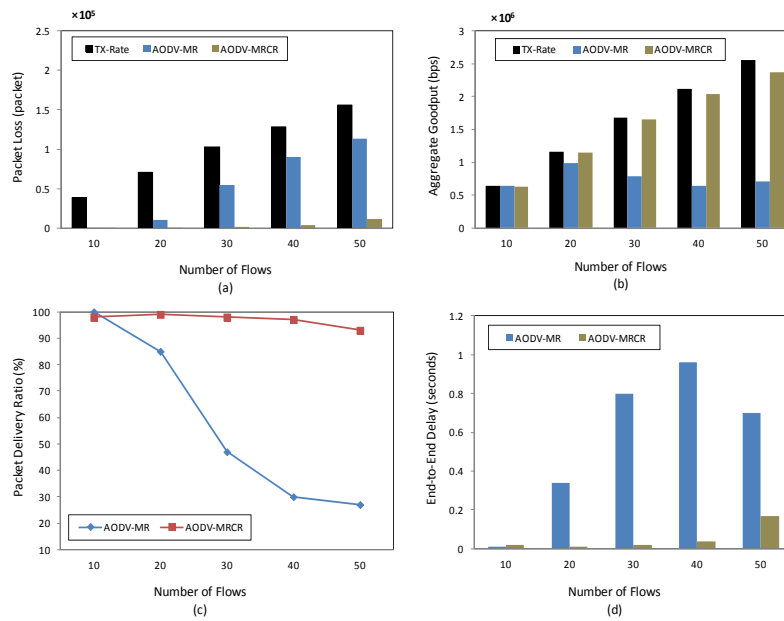 ×10⁵
2.5
TX-Rate AODV-MR AODV-MRCR
2
1.5
1
0.5
0
Packet Loss (packet)
10 20 30 40 50
Number of Flows
(a)
×10⁶
3
TX-Rate AODV-MR AODV-MRCR
2.5
2
1.5
1
0.5
0
Aggregate Goodput (bps)
10 20 30 40 50
Number of Flows
(b)
100
90
80
70
60
50
40
30
20
10
Packet Delivery Ratio (%)
AODV-MR AODV-MRCR
10 20 30 40 50
Number of Flows
(c)
1.2
AODV-MR AODV-MRCR
1
0.8
0.6
0.4
0.2
0
End-to-End Delay (seconds)
10 20 30 40 50
Number of Flows
(d)